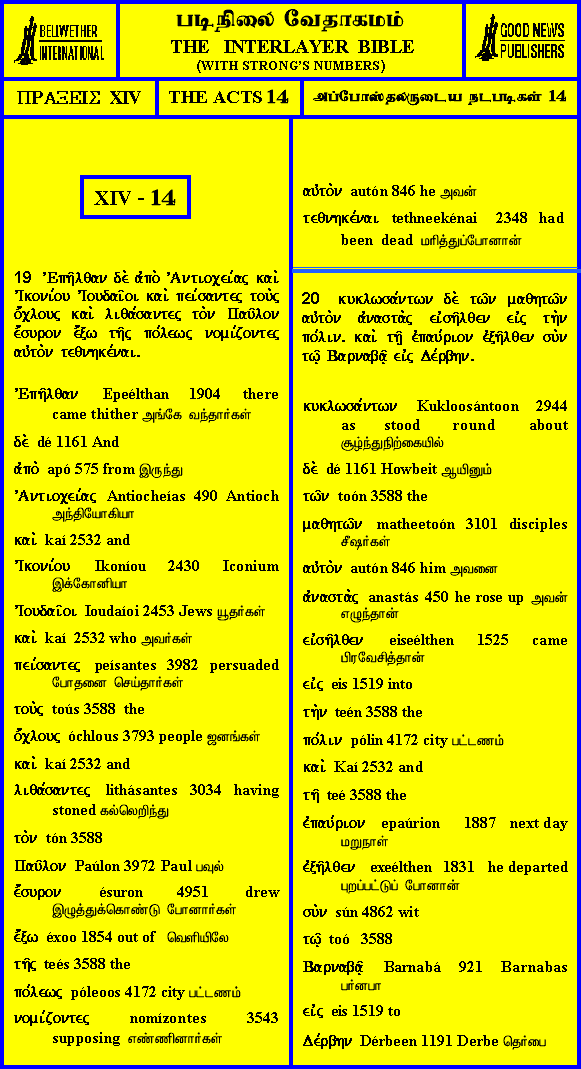 BELLWETHER
INTERNATIONAL
படிநிலை வேதாகமம்
THE INTERLAYER BIBLE
(WITH STRONG'S NUMBERS)
GOOD NEWS
PUBLISHERS
ΠΡΑΞΕΙΣ XIV
THE ACTS 14
அப்போஸ்தலருடைய நடபடிகள் 14
XIV - 14
19 Ἐπῆλθαν δὲ ἀπὸ Ἀντιοχείας καὶ
Ἰκονίου Ἰουδαῖοι καὶ πείσαντες τοὺς
ὄχλους καὶ λιθάσαντες τὸν Παῦλον
ἔσυρον ἔξω τῆς πόλεως νομίζοντες
αὐτὸν τεθνηκέναι.
Ἐπῆλθαν Epeélthan 1904 there
came thither அங்கே வந்தார்கள்
δὲ dé 1161 And
ἀπὸ apó 575 from இருந்து
Ἀντιοχείας Antiocheías 490 Antioch
அந்தியோகியா
καὶ kaí 2532 and
Ἰκονίου Ikoníou 2430 Iconium
இக்கோனியா
Ἰουδαῖοι Ioudaíoi 2453 Jews யூதர்கள்
καὶ kaí 2532 who அவர்கள்
πείσαντες peísantes 3982 persuaded
போதனை செய்தார்கள்
τοὺς toús 3588 the
ὄχλους óchlous 3793 people ஜனங்கள்
καὶ kaí 2532 and
λιθάσαντες lithásantes 3034 having
stoned கல்லெறிந்து
τὸν tón 3588
Παῦλον Paúlon 3972 Paul பவுல்
ἔσυρον ésuron 4951 drew
இழுத்துக்கொண்டு போனார்கள்
ἔξω éxoo 1854 out of வெளியிலே
τῆς teés 3588 the
πόλεως póleoos 4172 city பட்டணம்
νομίζοντες nomízontes 3543
supposing எண்ணினார்கள்
αὐτὸν autón 846 he அவன்
τεθνηκέναι tethneekénai 2348 had
been dead மரித்துப்போனான்
20 κυκλωσάντων δὲ τῶν μαθητῶν
αὐτὸν ἀναστὰς εἰσῆλθεν εἰς τὴν
πόλιν. καὶ τῇ ἐπαύριον ἐξῆλθεν σὺν
τῷ Βαρναβᾷ εἰς Δέρβην.
κυκλωσάντων Kukloosántoon 2944
as stood round about
சூழ்ந்துநிற்கையில்
δὲ dé 1161 Howbeit ஆயினும்
τῶν toón 3588 the
μαθητῶν matheetoón 3101 disciples
சீஷர்கள்
αὐτὸν autón 846 him அவனை
ἀναστὰς anastás 450 he rose up அவன்
எழுந்தான்
εἰσῆλθεν eiseélthen 1525 came
பிரவேசித்தான்
εἰς eis 1519 into
τὴν teén 3588 the
πόλιν pólin 4172 city பட்டணம்
καὶ Kaí 2532 and
τῇ teé 3588 the
ἐπαύριον epaúrion 1887 next day
மறுநாள்
ἐξῆλθεν exeélthen 1831 he departed
புறப்பட்டுப் போனான்
σὺν sún 4862 wit
τῷ toó 3588
Βαρναβᾷ Barnabá 921 Barnabas
பர்னபா
εἰς eis 1519 to
Δέρβην Dérbeen 1191 Derbe தெர்பை